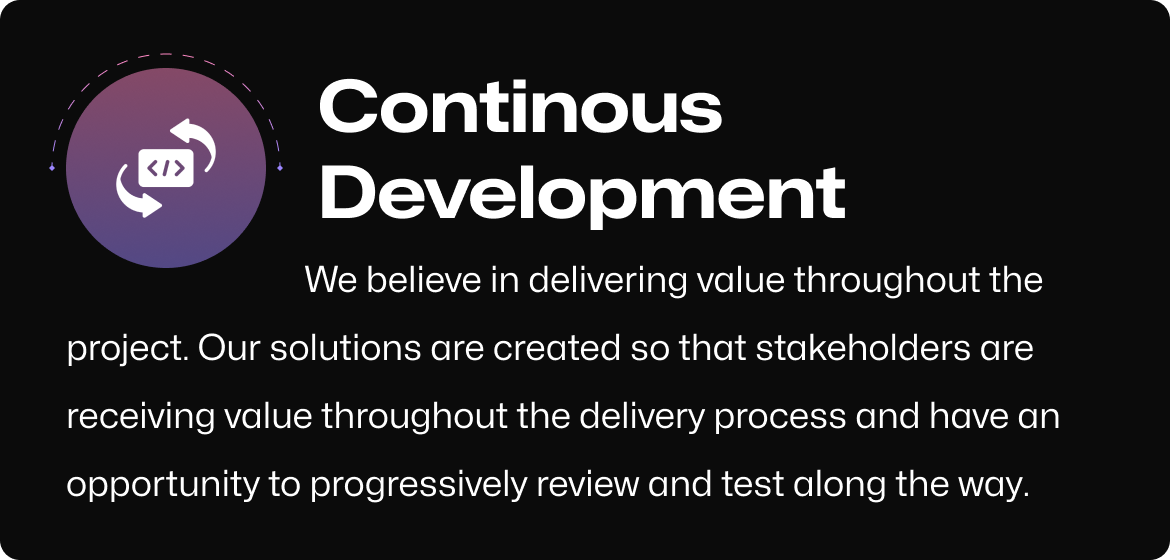 Continous
Development
We believe in delivering value throughout the
project. Our solutions are created so that stakeholders are
receiving value throughout the delivery process and have an
opportunity to progressively review and test along the way.